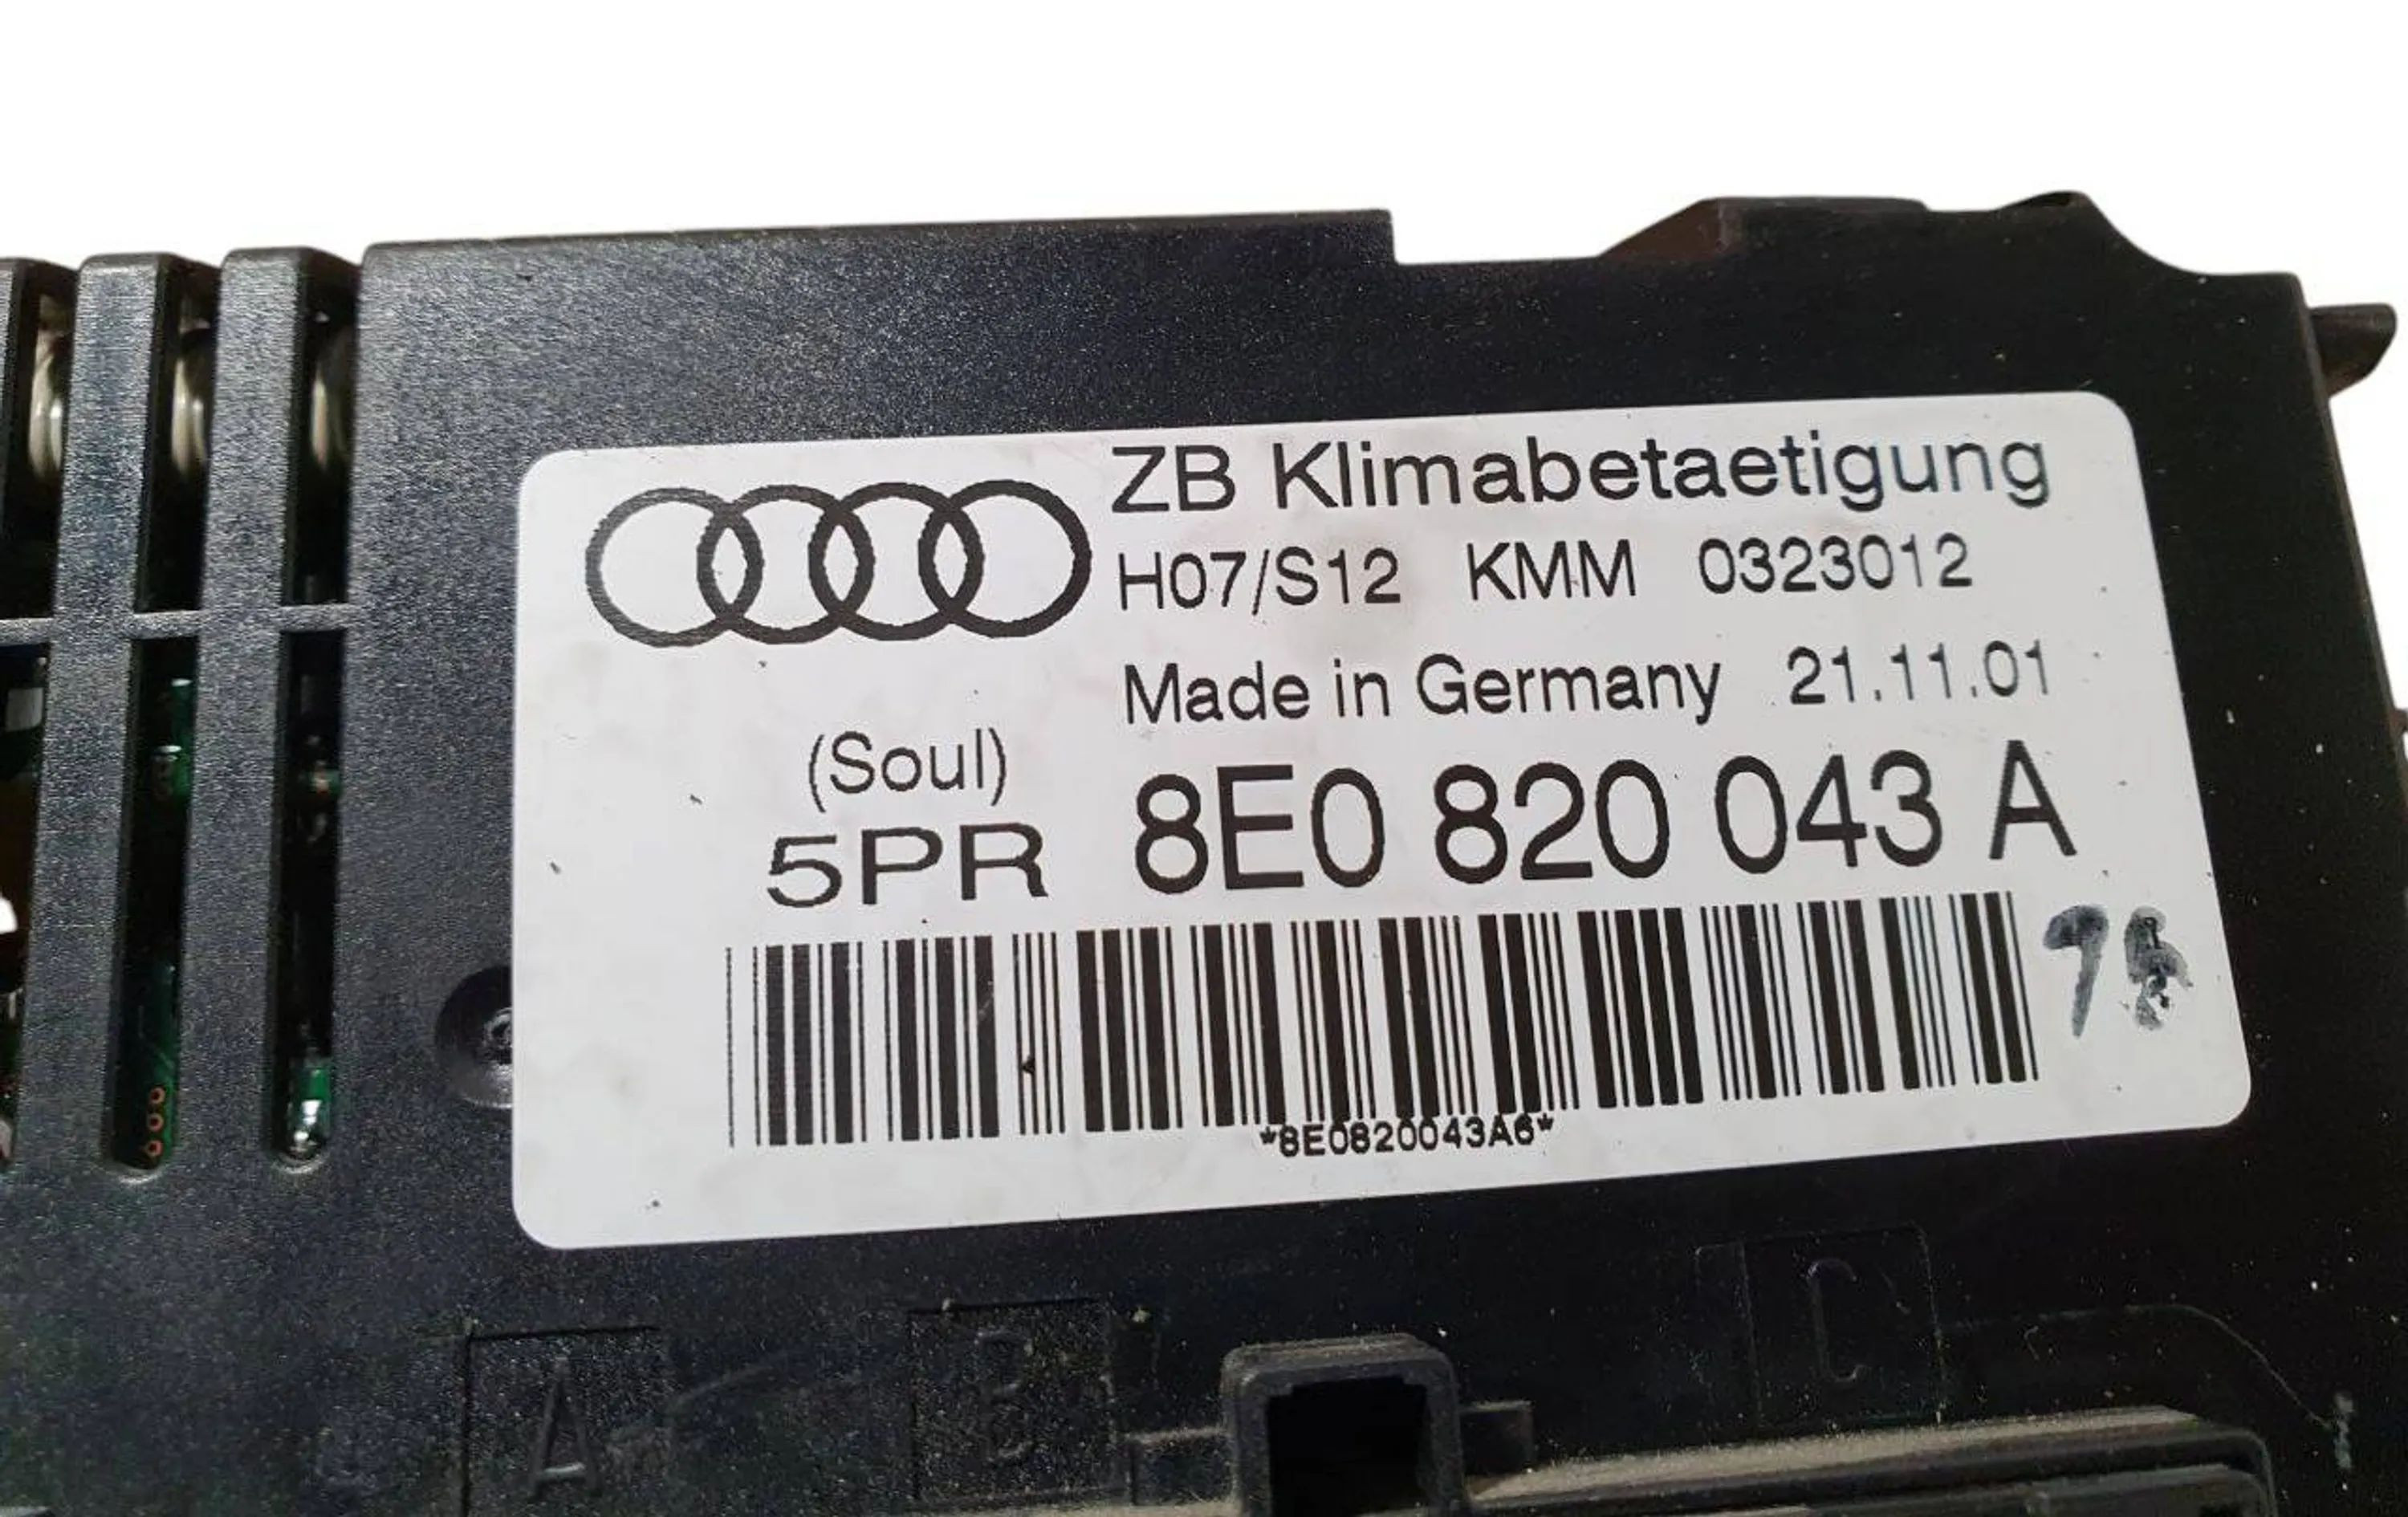 ZB Klimabetaetigung
H07/S12 KMM 0323012
Made in Germany 21.11.01
(Soul)
5PR 8E0 820 043 A
*8E0820043A6*
A B C